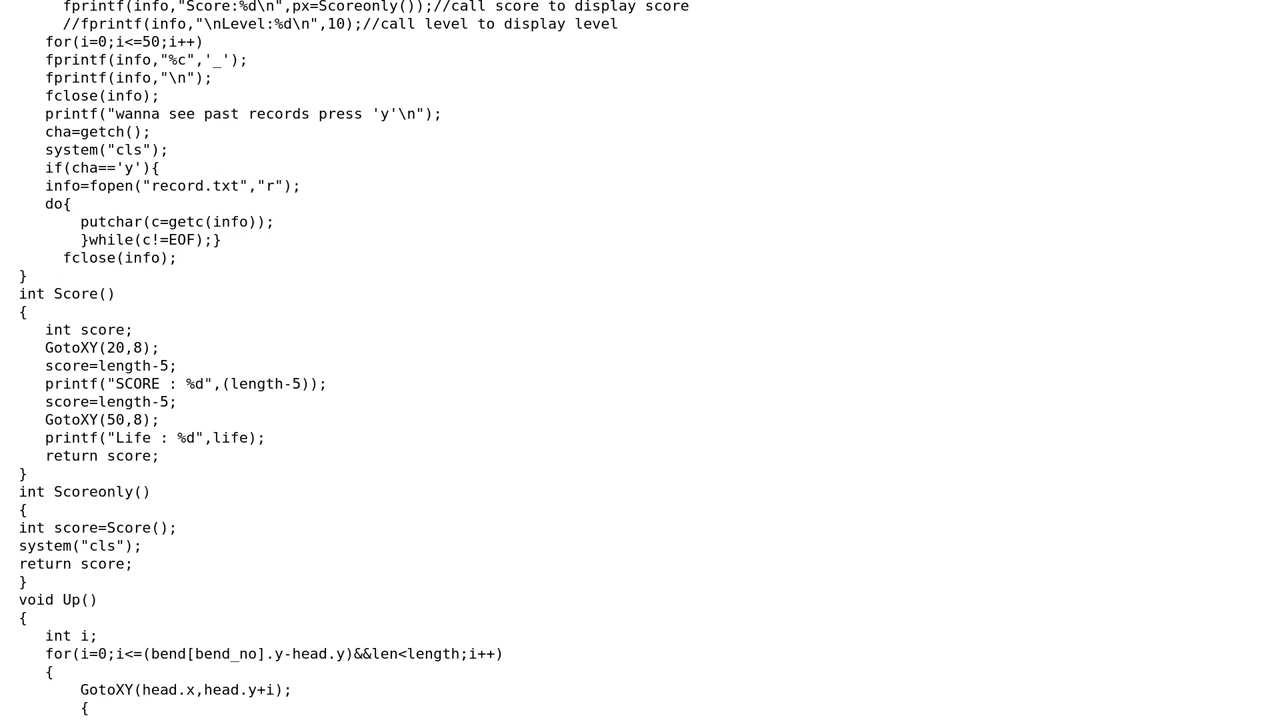 fprintf(info,"Score:%d\n",px=Scoreonly());//call score to display score
     //fprintf(info,"\nLevel:%d\n",10);//call level to display level
   for(i=0;i<=50;i++)
   fprintf(info,"%c",'_');
   fprintf(info,"\n");
   fclose(info);
   printf("wanna see past records press 'y'\n");
   cha=getch();
   system("cls");
   if(cha=='y'){
   info=fopen("record.txt","r");
   do{
       putchar(c=getc(info));
       }while(c!=EOF);}
     fclose(info);
}
int Score()
{
   int score;
   GotoXY(20,8);
   score=length-5;
   printf("SCORE : %d",(length-5));
   score=length-5;
   GotoXY(50,8);
   printf("Life : %d",life);
   return score;
}
int Scoreonly()
{
int score=Score();
system("cls");
return score;
}
void Up()
{
   int i;
   for(i=0;i<=(bend[bend_no].y-head.y)&&len<length;i++)
   {
       GotoXY(head.x,head.y+i);
       {